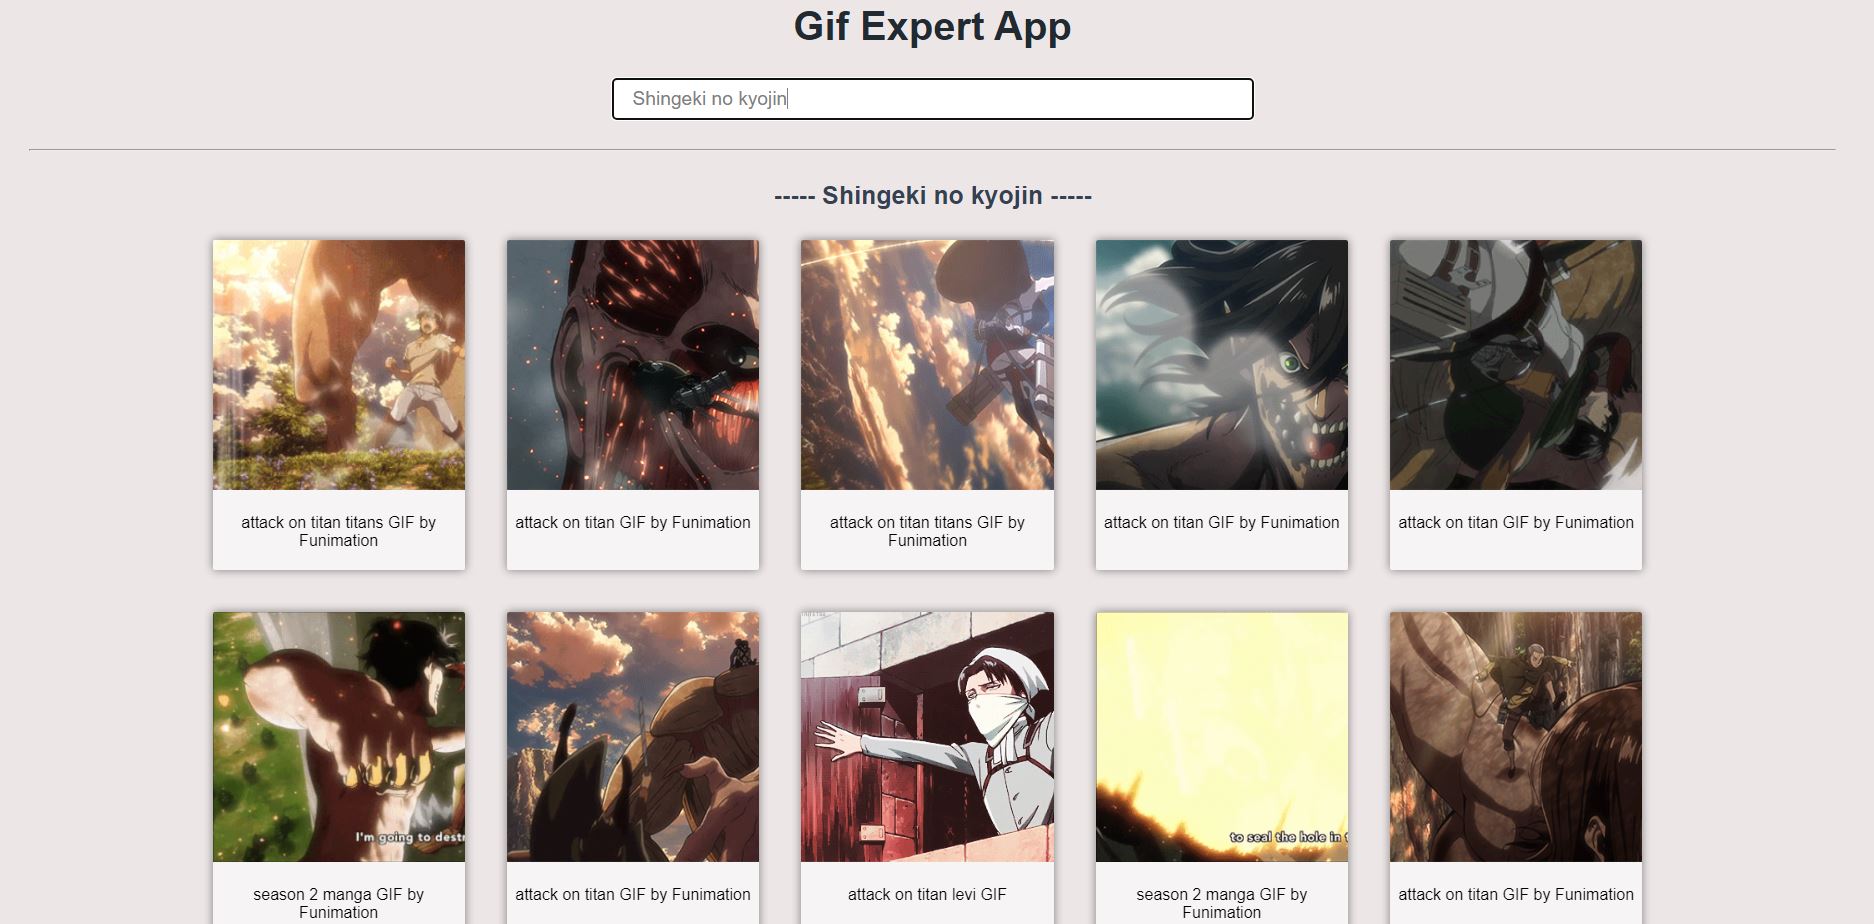 Gif Expert App
Shingeki no kyojin
----- Shingeki no kyojin -----
attack on titan titans GIF by
Funimation
attack on titan GIF by Funimation
attack on titan titans GIF by
Funimation
attack on titan GIF by Funimation
attack on titan GIF by Funimation
I'm going to destr
to seal the hole in t
season 2 manga GIF by
Funimation
attack on titan GIF by Funimation
attack on titan levi GIF
season 2 manga GIF by
Funimation
attack on titan GIF by Funimation